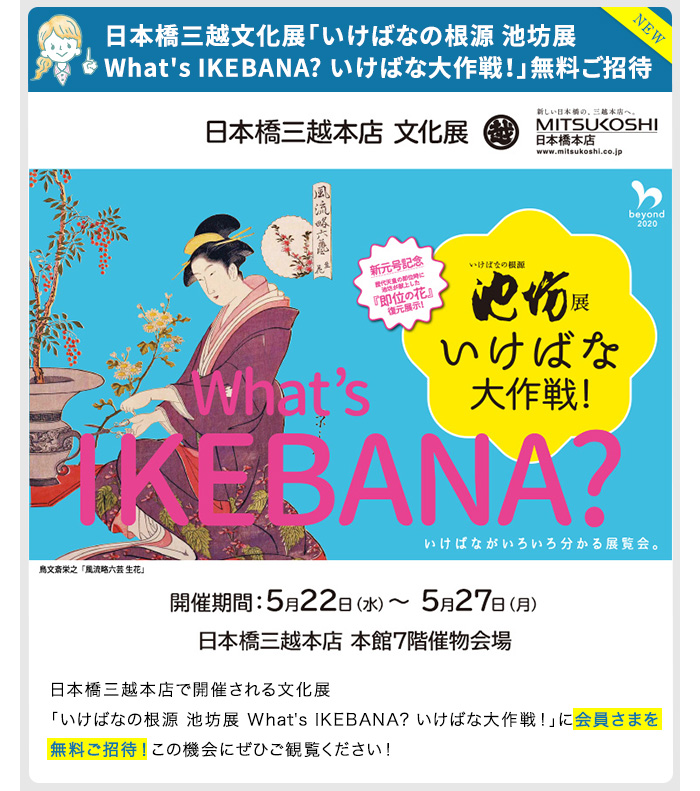 日本橋三越文化展「いけばなの根源 池坊展
What's IKEBANA? いけばな大作戦！」無料ご招待
NEW
日本橋三越本店 文化展
越
新しい日本橋の、三越本店へ。
MITSUKOSHI
日本橋本店
www.mitsukoshi.co.jp
風流略六藝
生花
beyond
2020
新元号記念
歴代天皇の即位時に
池坊が献上した
『即位の花』
復元展示！
いけばなの根源
池坊展
いけばな
大作戦！
What's
IKEBANA?
いけばながいろいろ分かる展覧会。
鳥文斎栄之「風流略六芸 生花」
開催期間：5月22日（水）～ 5月27日（月）
日本橋三越本店 本館7階催物会場
日本橋三越本店で開催される文化展
「いけばなの根源 池坊展 What's IKEBANA? いけばな大作戦！」に会員さまを
無料ご招待！この機会にぜひご観覧ください！